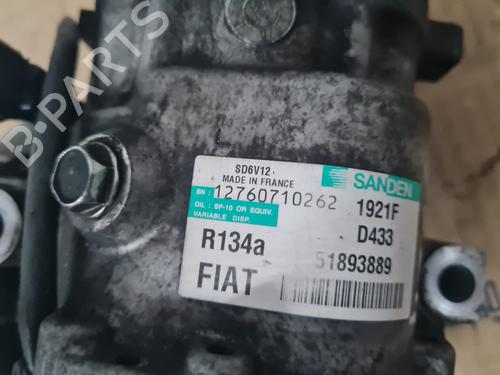 B-PARTS
SD6V12
MADE IN FRANCE
SANDEN
SN : 12760710262
1921F
OIL : SP-10 OR EQUIV.
VARIABLE DISP.
D433
R134a
51893889
FIAT